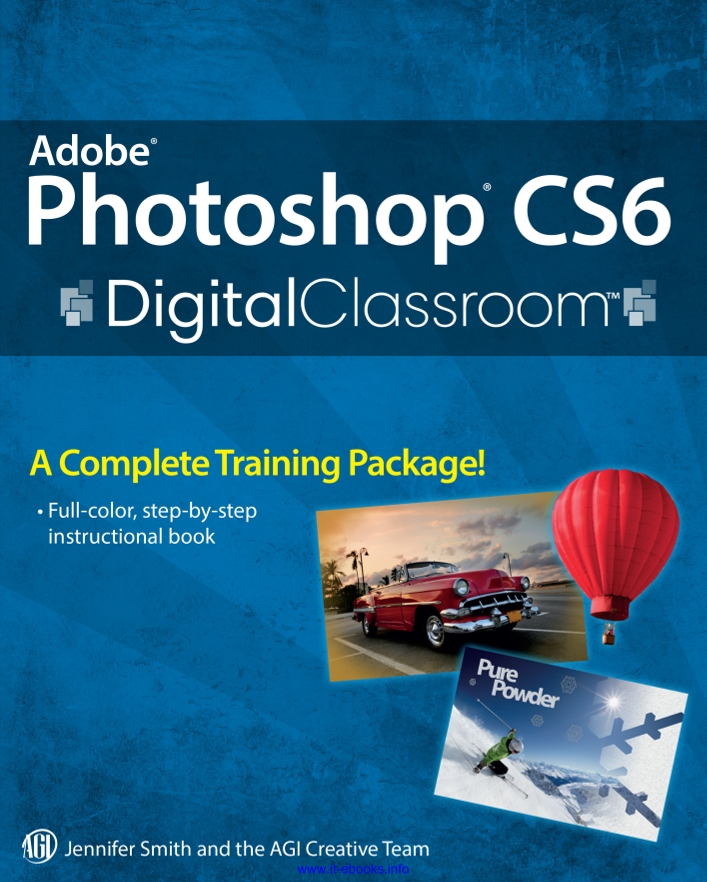 Adobe®
Photoshop® CS6
DigitalClassroom™
A Complete Training Package!
• Full-color, step-by-step
instructional book
Pure
Powder
AGI Jennifer Smith and the AGI Creative Team
www.it-ebooks.info